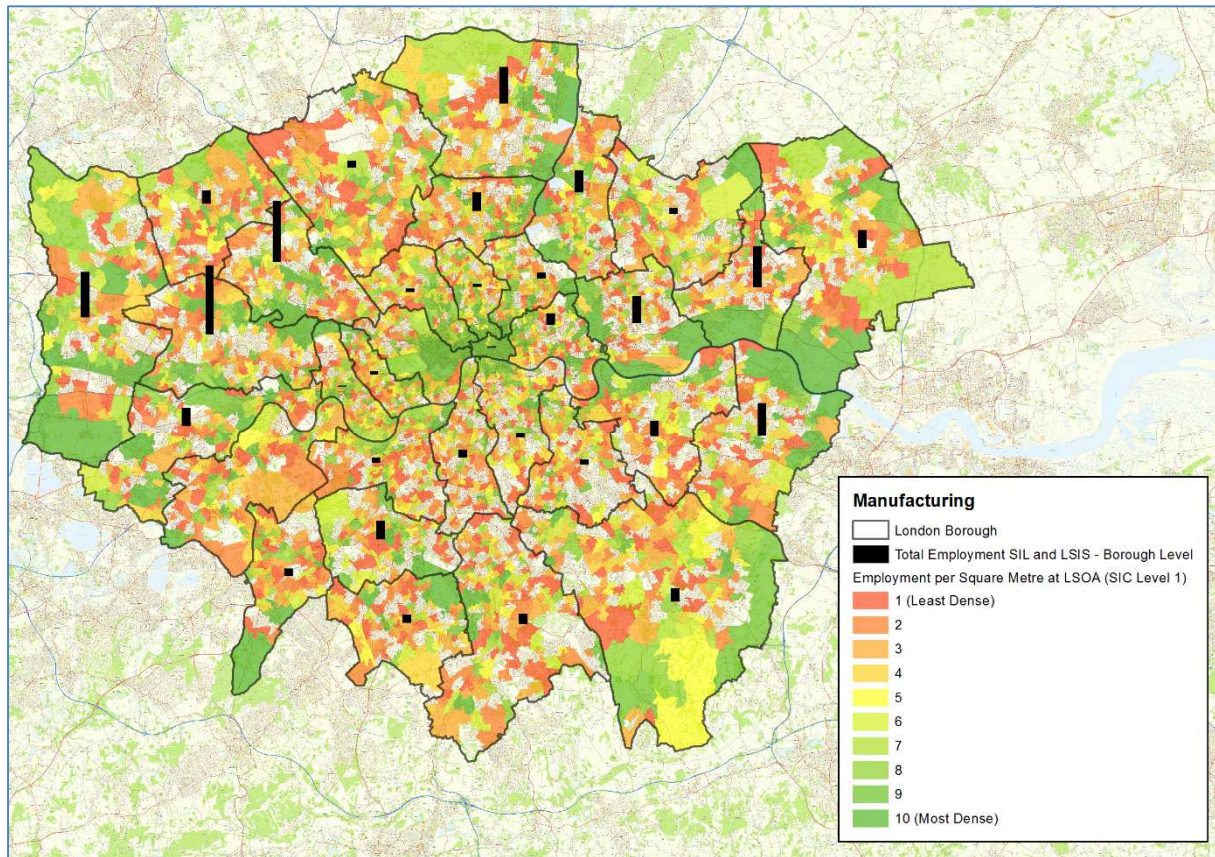 Manufacturing
London Borough
Total Employment SIL and LSIS - Borough Level
Employment per Square Metre at LSOA (SIC Level 1)
1 (Least Dense)
2
3
4
5
6
7
8
9
10 (Most Dense)